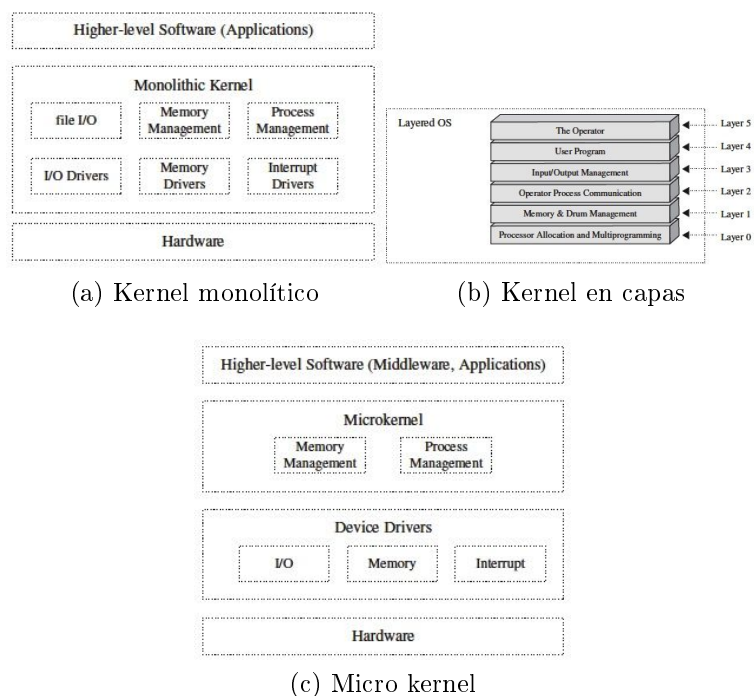 Higher-level Software (Applications)
Monolithic Kernel
file I/O
Memory
Management
Process
Management
I/O Drivers
Memory
Drivers
Interrupt
Drivers
Hardware
(a) Kernel monolítico
Layered OS
The Operator
Layer 5
User Program
Layer 4
Input/Output Management
Layer 3
Operator Process Communication
Layer 2
Memory & Drum Management
Layer 1
Processor Allocation and Multiprogramming
Layer 0
(b) Kernel en capas
Higher-level Software (Middleware, Applications)
Microkernel
Memory
Management
Process
Management
Device Drivers
I/O
Memory
Interrupt
Hardware
(c) Micro kernel